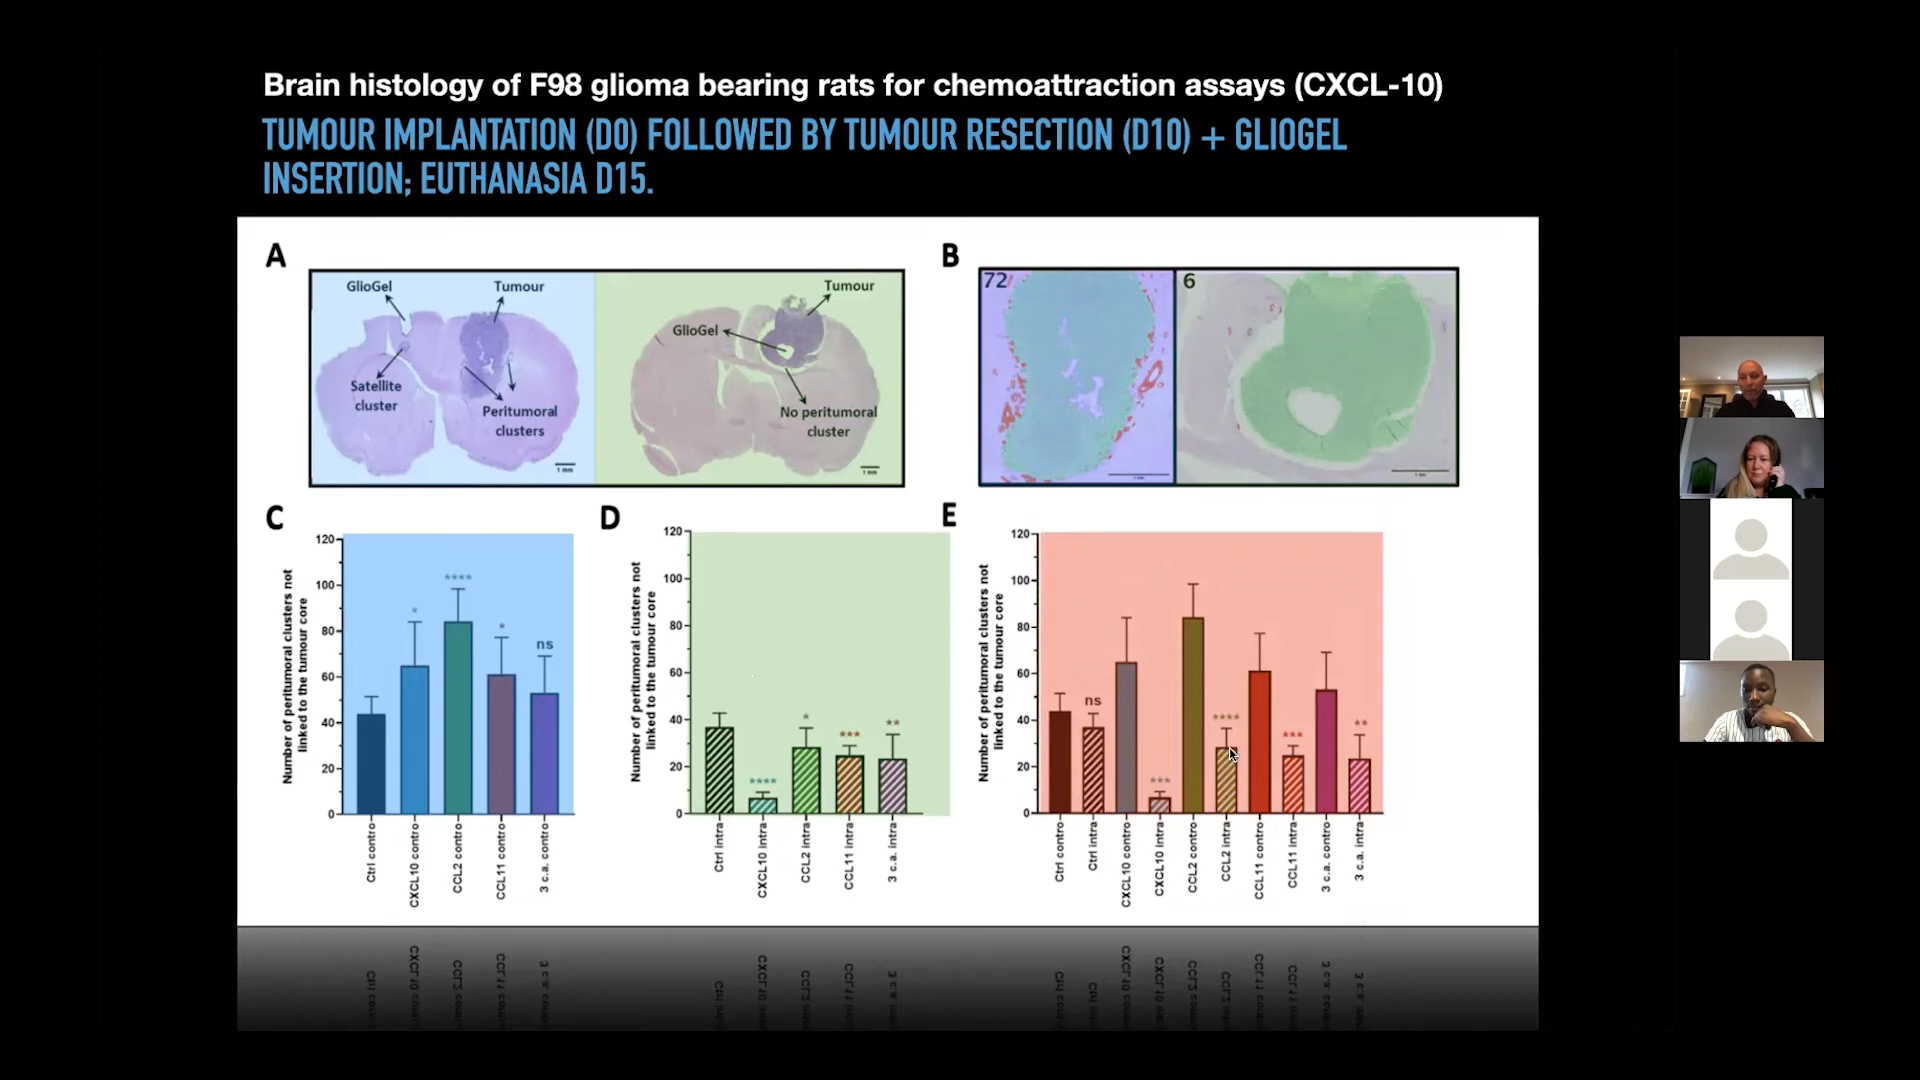 Brain histology of F98 glioma bearing rats for chemoattraction assays (CXCL-10)
TUMOUR IMPLANTATION (D0) FOLLOWED BY TUMOUR RESECTION (D10) + GLIOGEL
INSERTION; EUTHANASIA D15.
A
GlioGel
Tumour
Satellite
cluster
Peritumoral
clusters
1 mm
Tumour
GlioGel
No peritumoral
cluster
1 mm
B
72
6
C
Number of peritumoral clusters not
linked to the tumour core
120
100
80
60
40
20
0
*
****
*
ns
Ctrl contro
CXCL10 contro
CCL2 contro
CCL11 contro
3 c.a. contro
D
Number of peritumoral clusters not
linked to the tumour core
120
100
80
60
40
20
0
****
*
***
**
Ctrl intra
CXCL10 intra
CCL2 intra
CCL11 intra
3 c.a. intra
E
Number of peritumoral clusters not
linked to the tumour core
120
100
80
60
40
20
0
ns
***
****
***
**
Ctrl contro
Ctrl intra
CXCL10 contro
CXCL10 intra
CCL2 contro
CCL2 intra
CCL11 contro
CCL11 intra
3 c.a. contro
3 c.a. intra